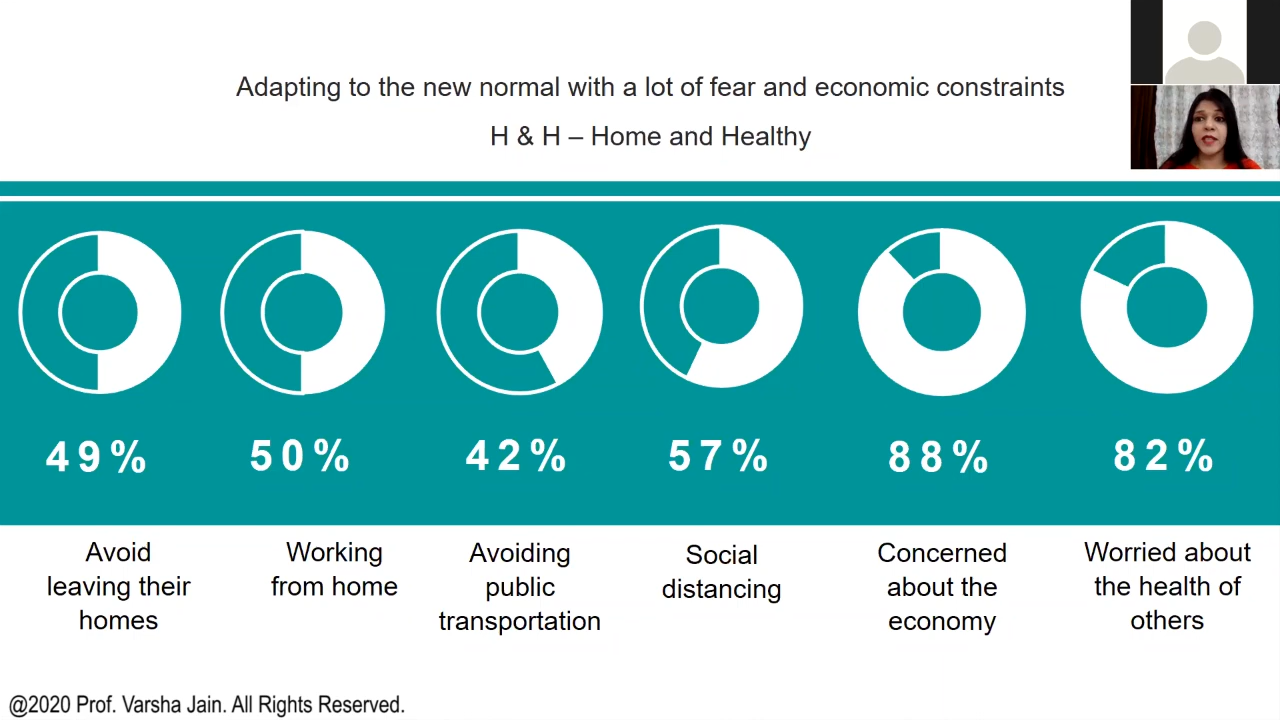 Adapting to the new normal with a lot of fear and economic constraints
H & H – Home and Healthy
49%
50%
42%
57%
88%
82%
Avoid
leaving their
homes
Working
from home
Avoiding
public
transportation
Social
distancing
Concerned
about the
economy
Worried about
the health of
others
@2020 Prof. Varsha Jain. All Rights Reserved.